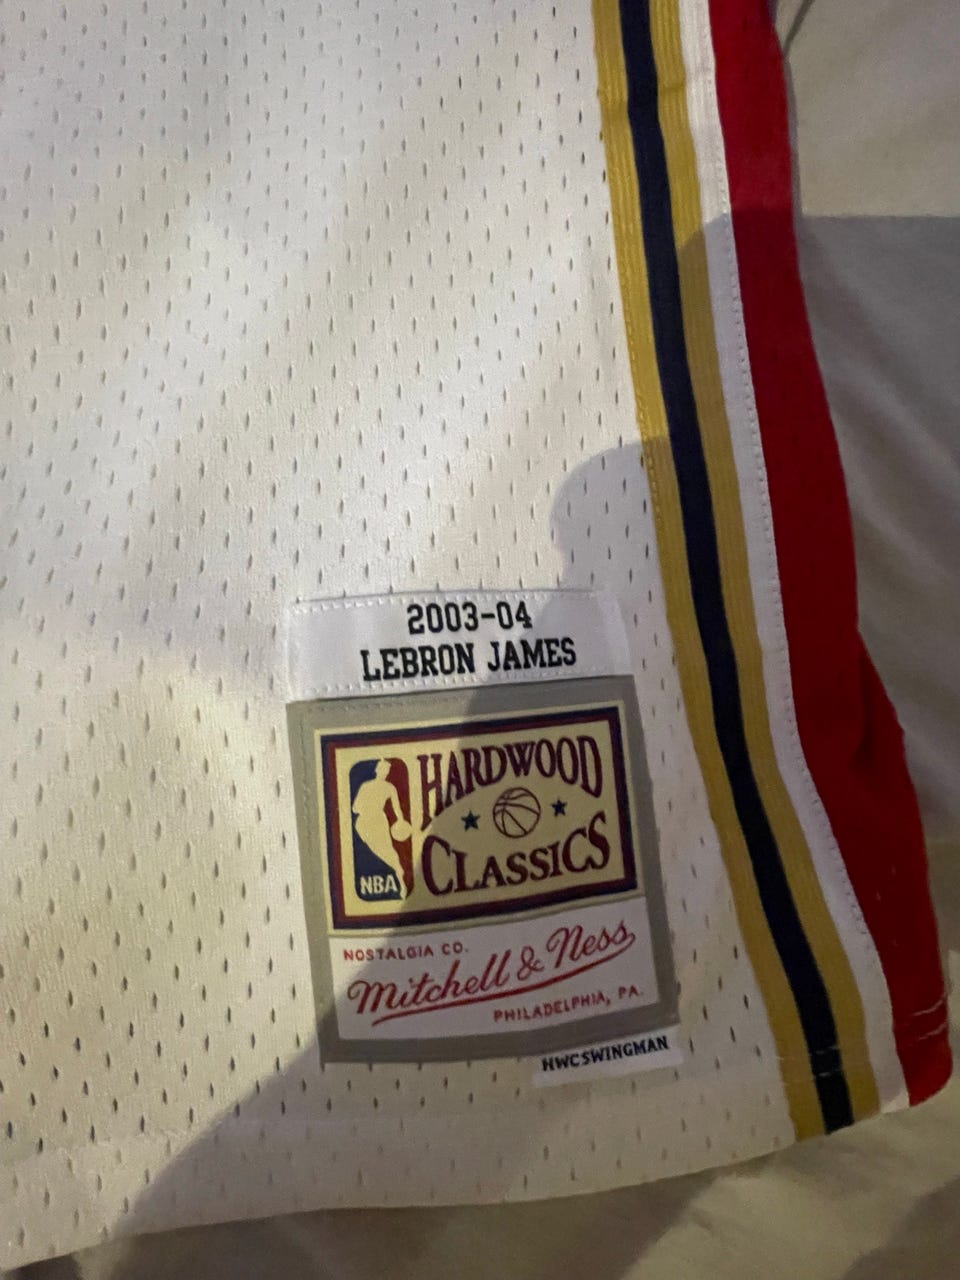 2003-04
LEBRON JAMES
HARDWOOD
CLASSICS
NBA
NOSTALGIA CO.
Mitchell & Ness
PHILADELPHIA, PA.
HWCSWINGMAN